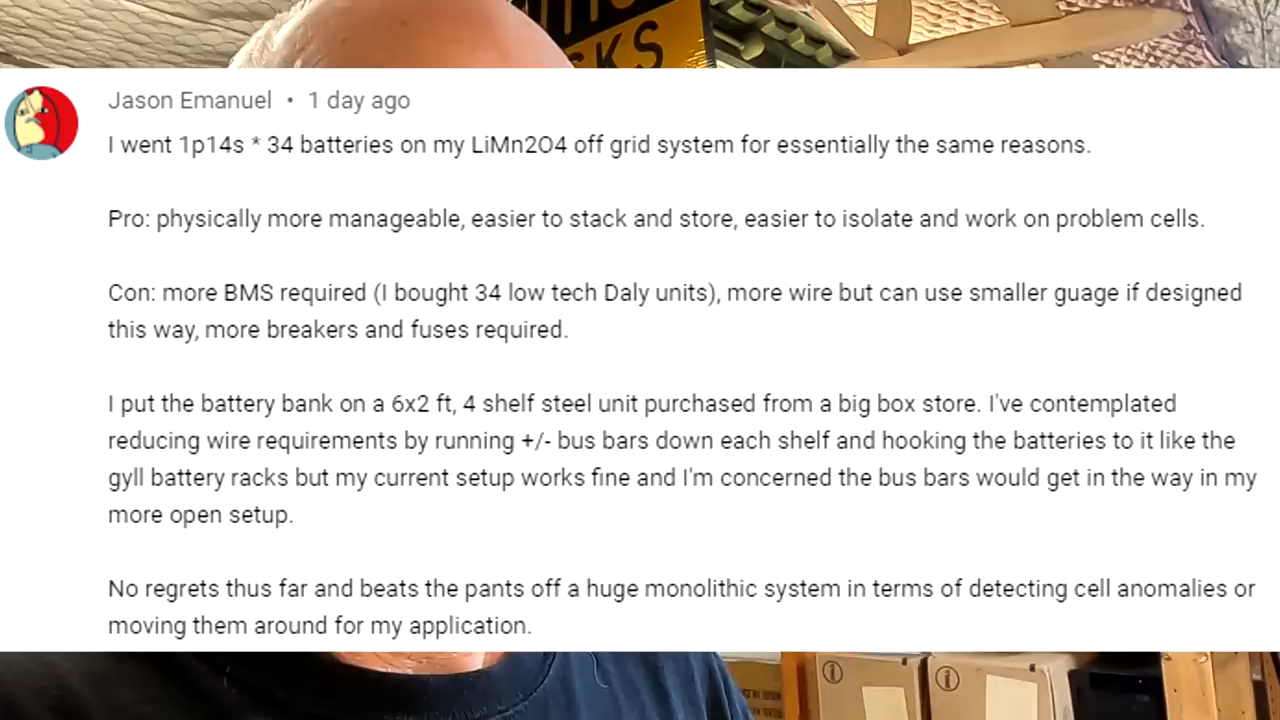 CKS
Jason Emanuel • 1 day ago
I went 1p14s * 34 batteries on my LiMn2O4 off grid system for essentially the same reasons.
Pro: physically more manageable, easier to stack and store, easier to isolate and work on problem cells.
Con: more BMS required (I bought 34 low tech Daly units), more wire but can use smaller guage if designed
this way, more breakers and fuses required.
I put the battery bank on a 6x2 ft, 4 shelf steel unit purchased from a big box store. I've contemplated
reducing wire requirements by running +/- bus bars down each shelf and hooking the batteries to it like the
gyll battery racks but my current setup works fine and I'm concerned the bus bars would get in the way in my
more open setup.
No regrets thus far and beats the pants off a huge monolithic system in terms of detecting cell anomalies or
moving them around for my application.